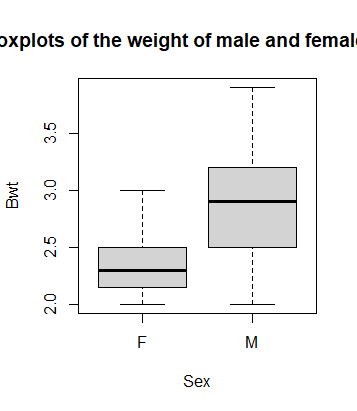 oxplots of the weight of male and female
Bwt
3.5
3.0
2.5
2.0
F M
Sex